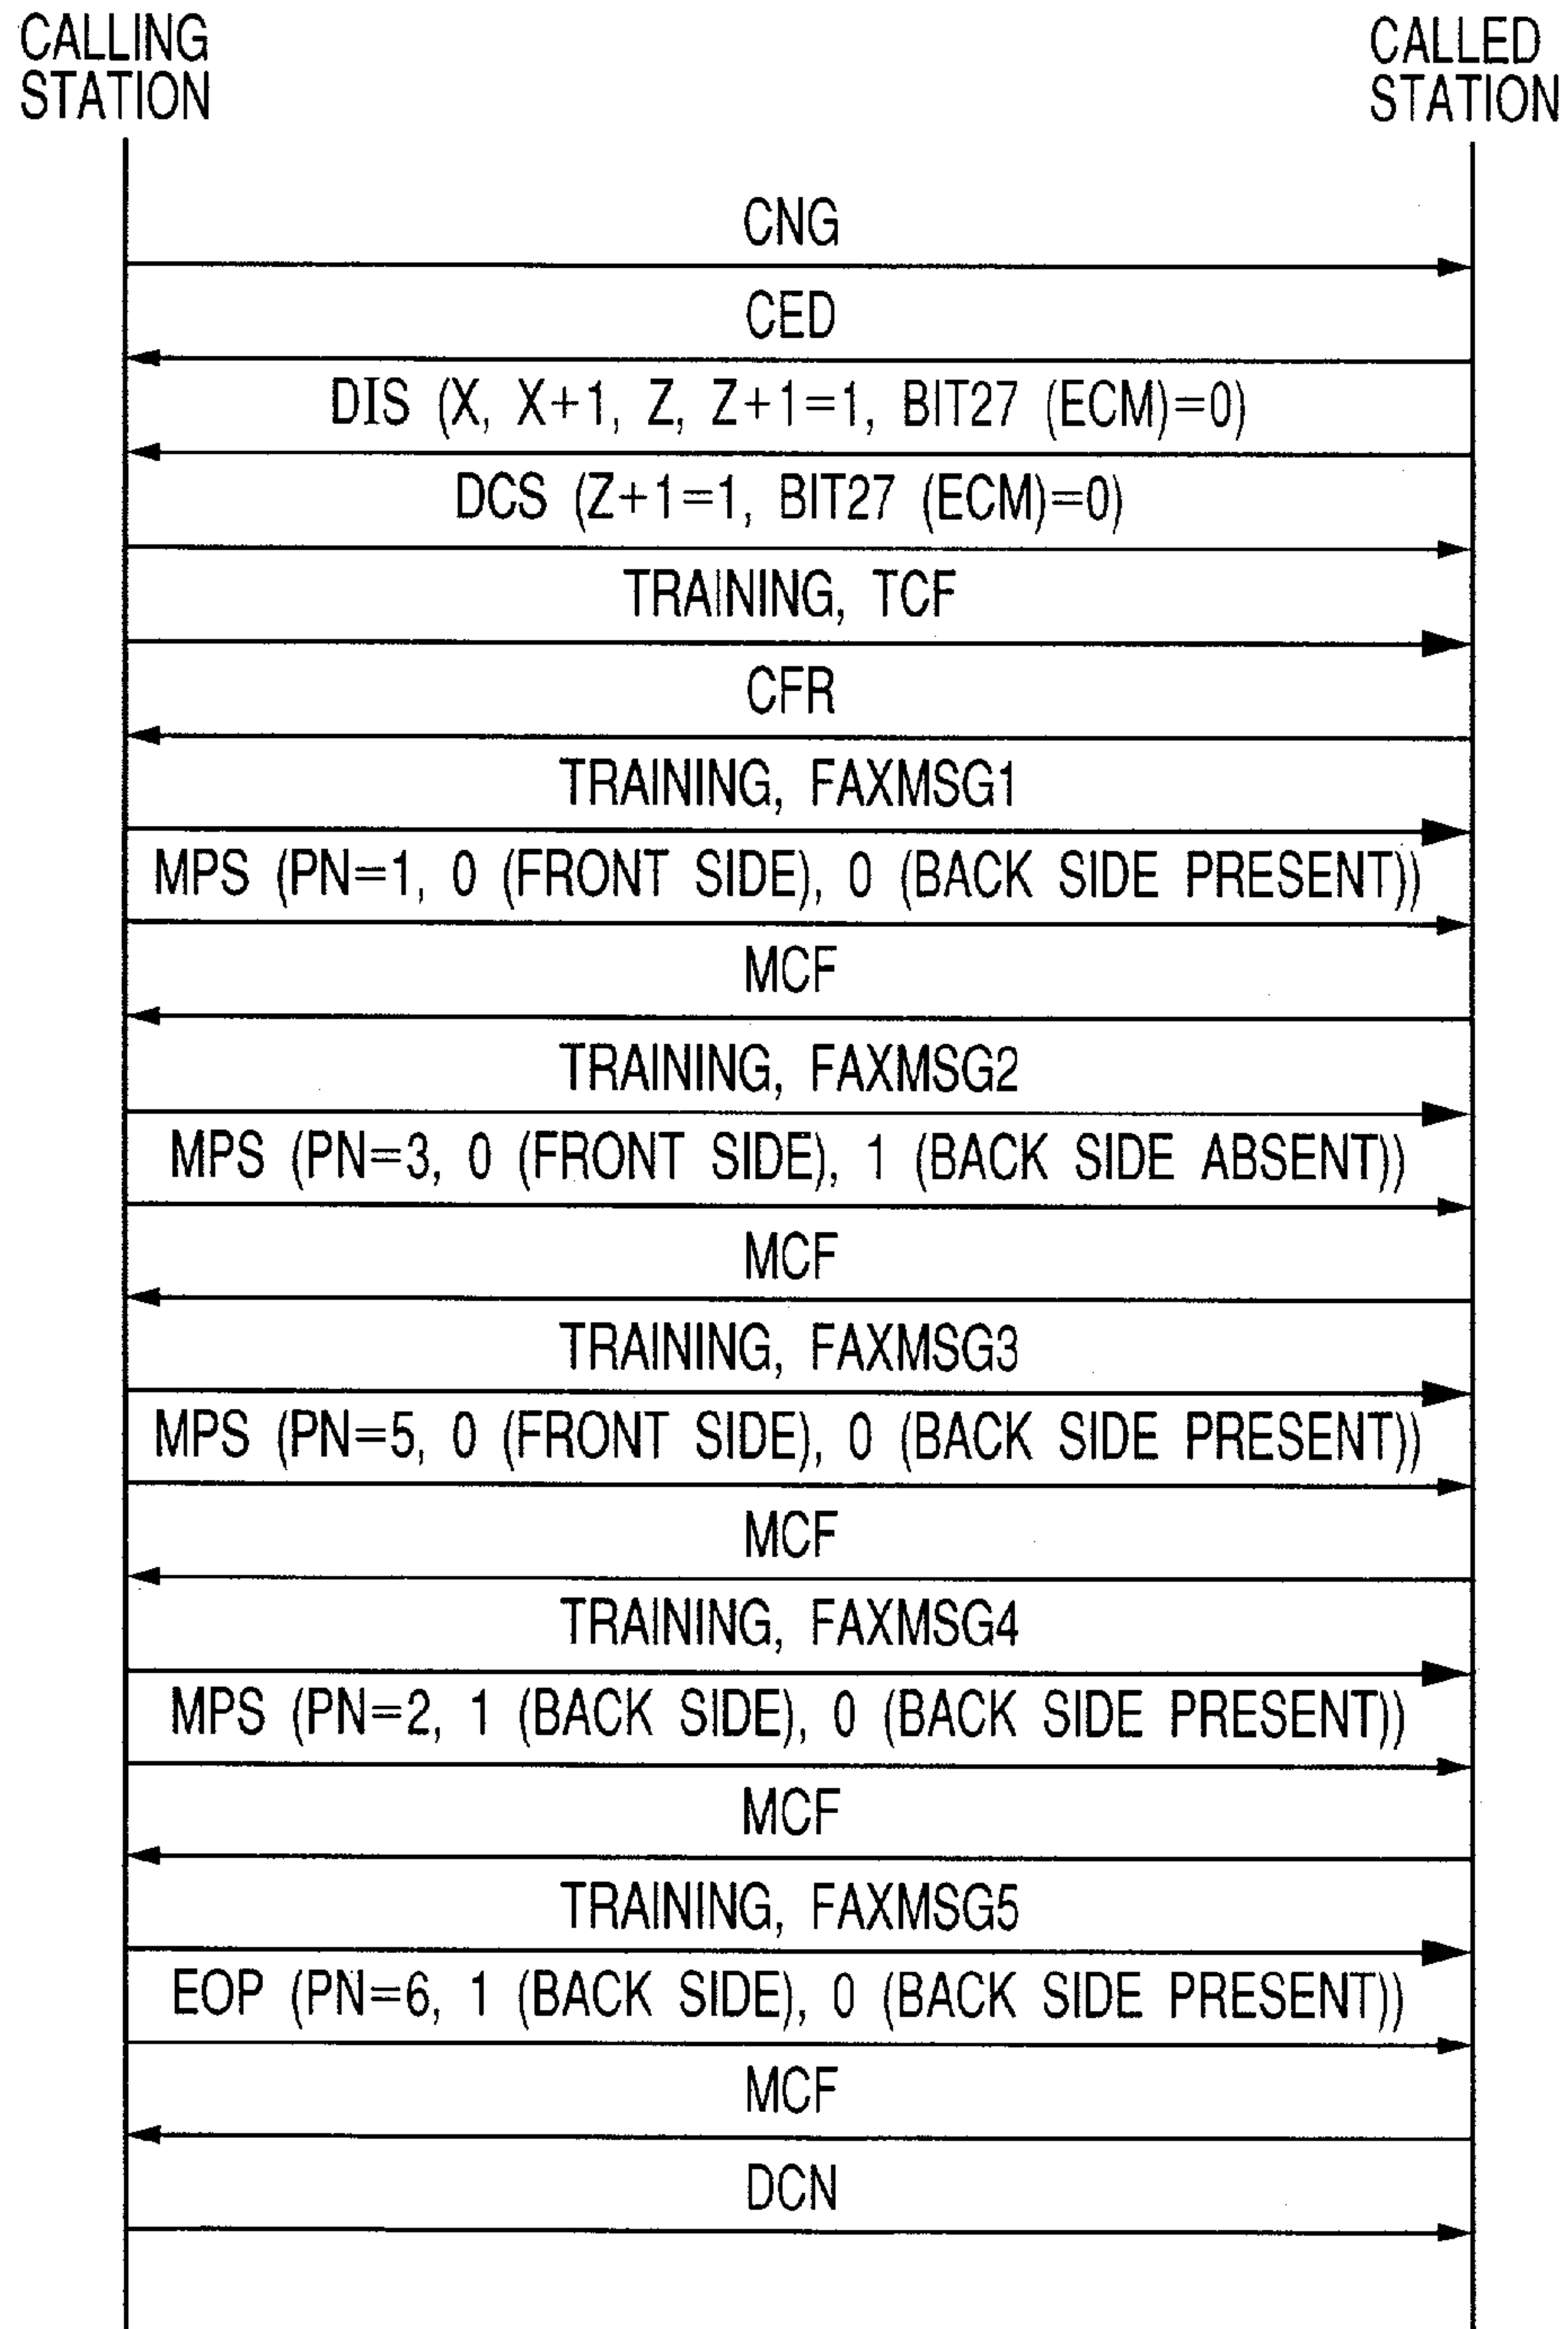 CALLING
STATION
CALLED
STATION
CNG
CED
DIS (X, X+1, Z, Z+1=1, BIT27 (ECM)=0)
DCS (Z+1=1, BIT27 (ECM)=0)
TRAINING, TCF
CFR
TRAINING, FAXMSG1
MPS (PN=1, 0 (FRONT SIDE), 0 (BACK SIDE PRESENT))
MCF
TRAINING, FAXMSG2
MPS (PN=3, 0 (FRONT SIDE), 1 (BACK SIDE ABSENT))
MCF
TRAINING, FAXMSG3
MPS (PN=5, 0 (FRONT SIDE), 0 (BACK SIDE PRESENT))
MCF
TRAINING, FAXMSG4
MPS (PN=2, 1 (BACK SIDE), 0 (BACK SIDE PRESENT))
MCF
TRAINING, FAXMSG5
EOP (PN=6, 1 (BACK SIDE), 0 (BACK SIDE PRESENT))
MCF
DCN